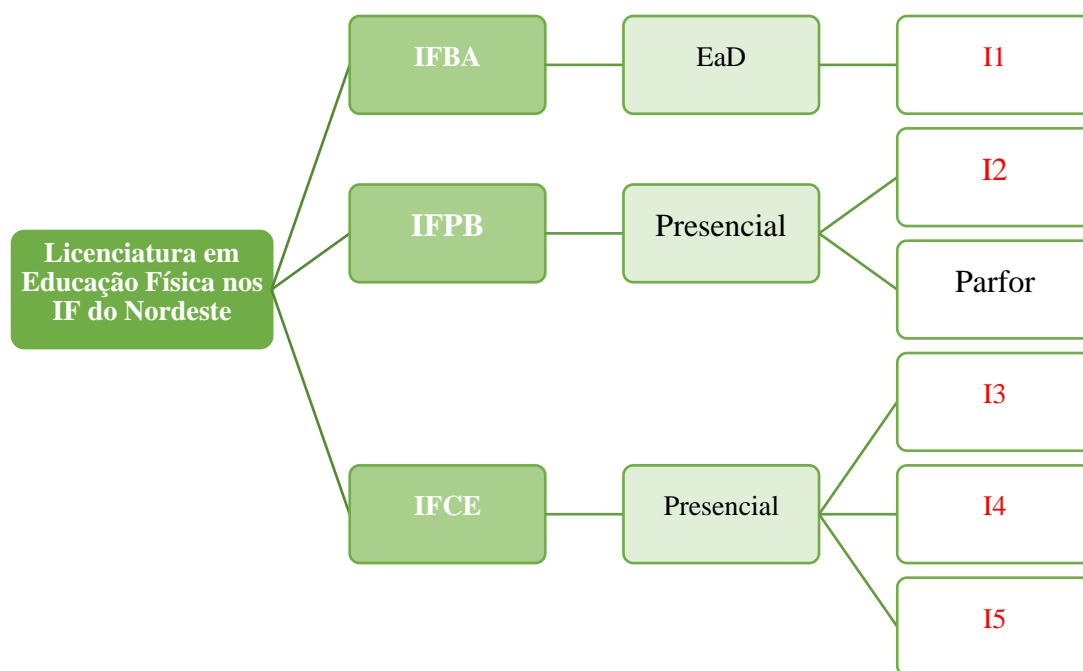 Licenciatura em
Educação Física nos
IF do Nordeste
IFBA
EaD
I1
IFPB
Presencial
I2
Parfor
IFCE
Presencial
I3
I4
I5